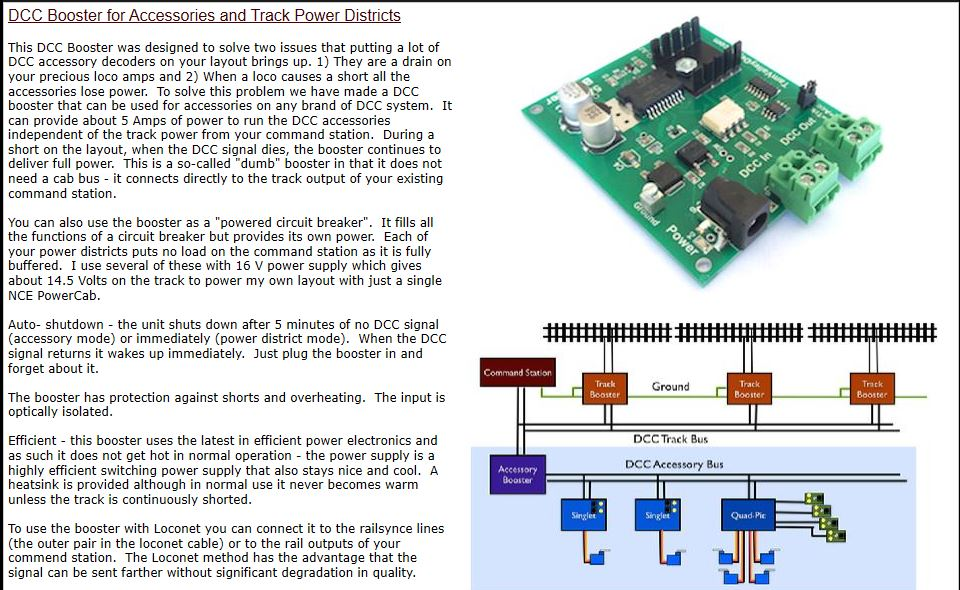 DCC Booster for Accessories and Track Power Districts
This DCC Booster was designed to solve two issues that putting a lot of
DCC accessory decoders on your layout brings up. 1) They are a drain on
your precious loco amps and 2) When a loco causes a short all the
accessories lose power.  To solve this problem we have made a DCC
booster that can be used for accessories on any brand of DCC system.  It
can provide about 5 Amps of power to run the DCC accessories
independent of the track power from your command station.  During a
short on the layout, when the DCC signal dies, the booster continues to
deliver full power.  This is a so-called "dumb" booster in that it does not
need a cab bus - it connects directly to the track output of your existing
command station.
You can also use the booster as a "powered circuit breaker".  It fills all
the functions of a circuit breaker but provides its own power.  Each of
your power districts puts no load on the command station as it is fully
buffered.  I use several of these with 16 V power supply which gives
about 14.5 Volts on the track to power my own layout with just a single
NCE PowerCab.
Auto- shutdown - the unit shuts down after 5 minutes of no DCC signal
(accessory mode) or immediately (power district mode).  When the DCC
signal returns it wakes up immediately.  Just plug the booster in and
forget about it.
The booster has protection against shorts and overheating.  The input is
optically isolated.
Efficient - this booster uses the latest in efficient power electronics and
as such it does not get hot in normal operation - the power supply is a
highly efficient switching power supply that also stays nice and cool.  A
heatsink is provided although in normal use it never becomes warm
unless the track is continuously shorted.
To use the booster with Loconet you can connect it to the railsync lines
(the outer pair in the loconet cable) or to the rail outputs of your
commend station.  The Loconet method has the advantage that the
signal can be sent farther without significant degradation in quality.
DCC Out
DCC In
Ground
Power
Command Station
Track
Booster
Ground
Track
Booster
Track
Booster
DCC Track Bus
Accessory
Booster
DCC Accessory Bus
Singlet
Singlet
Quad-Pic